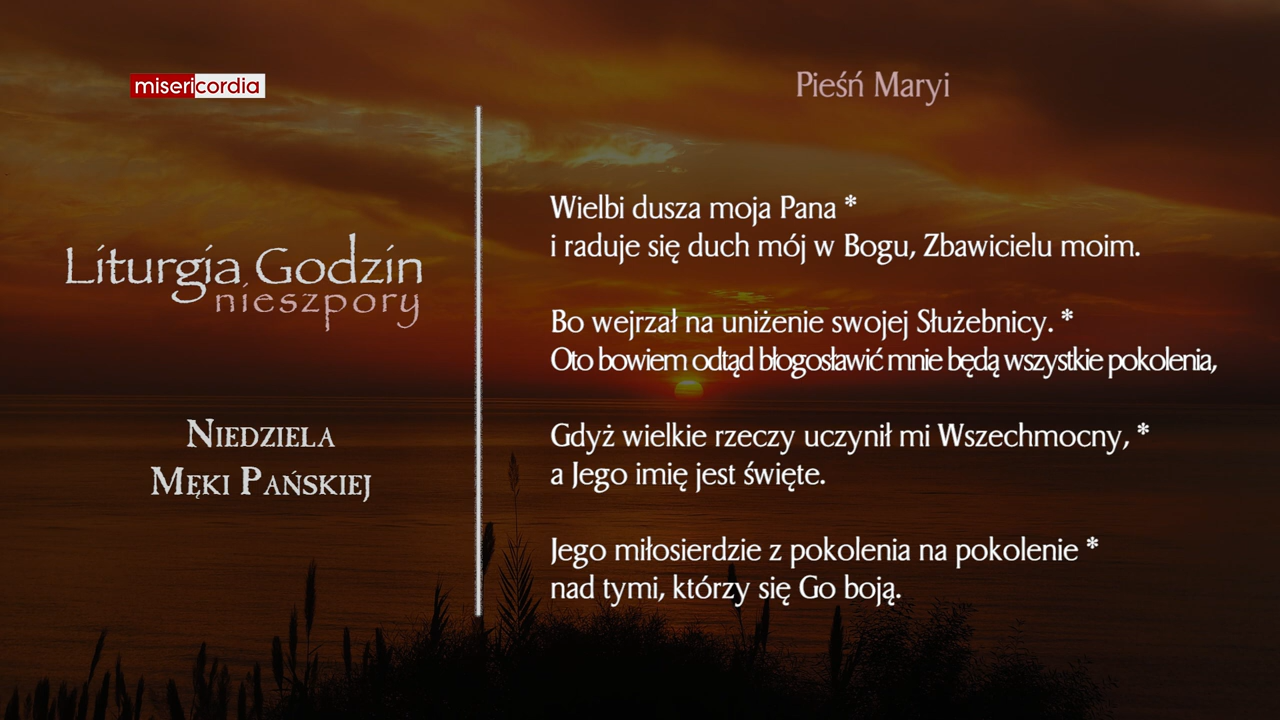 misericordia
Liturgia Godzin
nieszpory
Niedziela
Męki Pańskiej
Pieśń Maryi
Wielbi dusza moja Pana *
i raduje się duch mój w Bogu, Zbawicielu moim.
Bo wejrzał na uniżenie swojej Służebnicy. *
Oto bowiem odtąd błogosławić mnie będą wszystkie pokolenia,
Gdyż wielkie rzeczy uczynił mi Wszechmocny, *
a Jego imię jest święte.
Jego miłosierdzie z pokolenia na pokolenie *
nad tymi, którzy się Go boją.